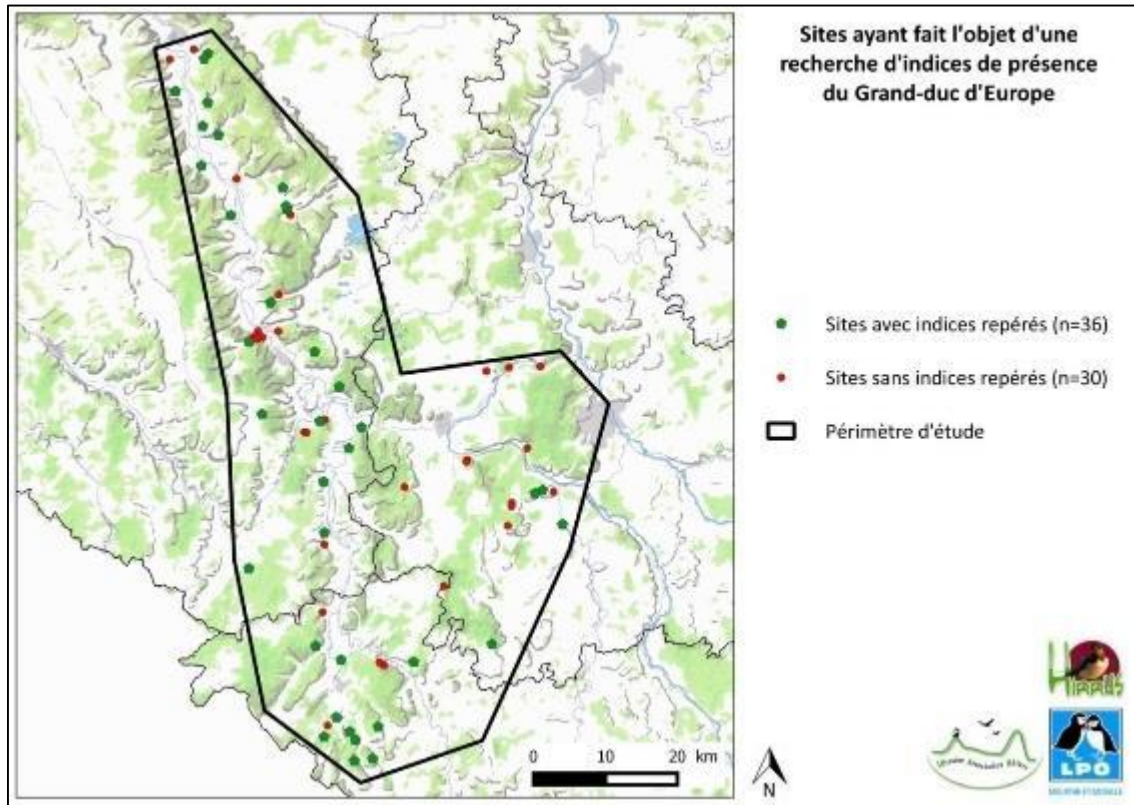 Sites ayant fait l'objet d'une
recherche d'indices de présence
du Grand-duc d'Europe
Sites avec indices repérés (n=36)
Sites sans indices repérés (n=30)
Périmètre d'étude
0 10 20 km
N
LPO